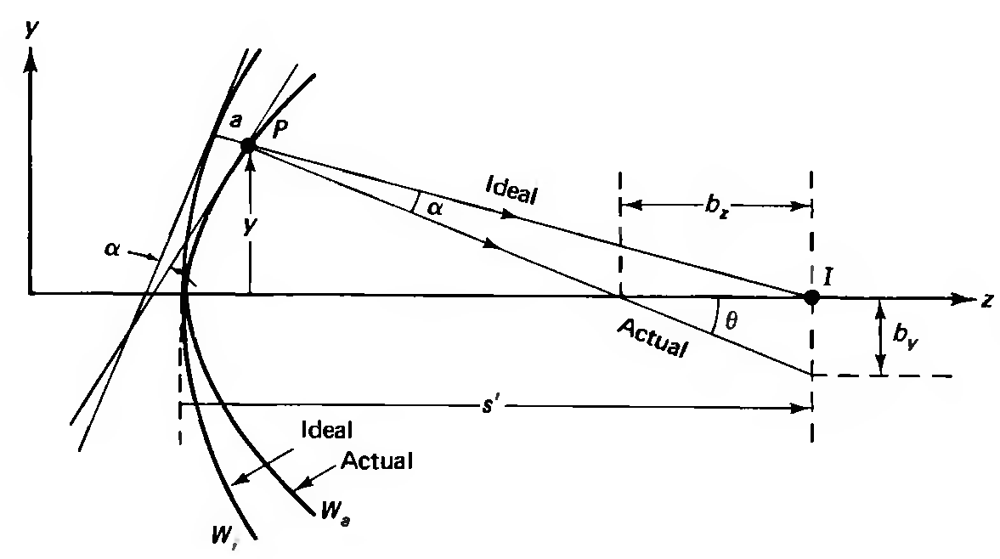 y
a
P
Ideal
α
b_z
y
α
I
z
θ
Actual
b_y
s'
Ideal
Actual
W_a
W_i